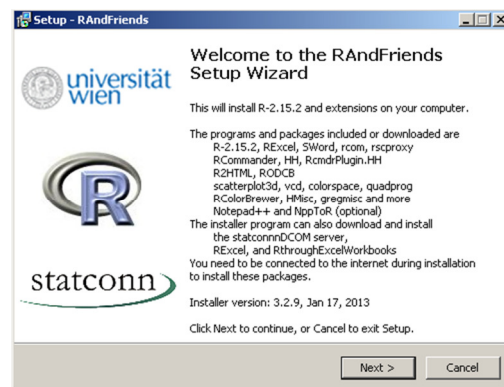 Setup - RAndFriends
universität
wien
R
statconn
Welcome to the RAndFriends
Setup Wizard
This will install R-2.15.2 and extensions on your computer.
The programs and packages included or downloaded are
R-2.15.2, RExcel, SWord, rcom, rscproxy
RCommander, HH, RcmdrPlugin.HH
R2HTML, RODCB
scatterplot3d, vcd, colorspace, quadprog
RColorBrewer, HMisc, gregmisc and more
Notepad++ and NppToR (optional)
The installer program can also download and install
the statconnnDCOM server,
RExcel, and RthroughExcelWorkbooks
You need to be connected to the internet during installation
to install these packages.
Installer version: 3.2.9, Jan 17, 2013
Click Next to continue, or Cancel to exit Setup.
Next >
Cancel